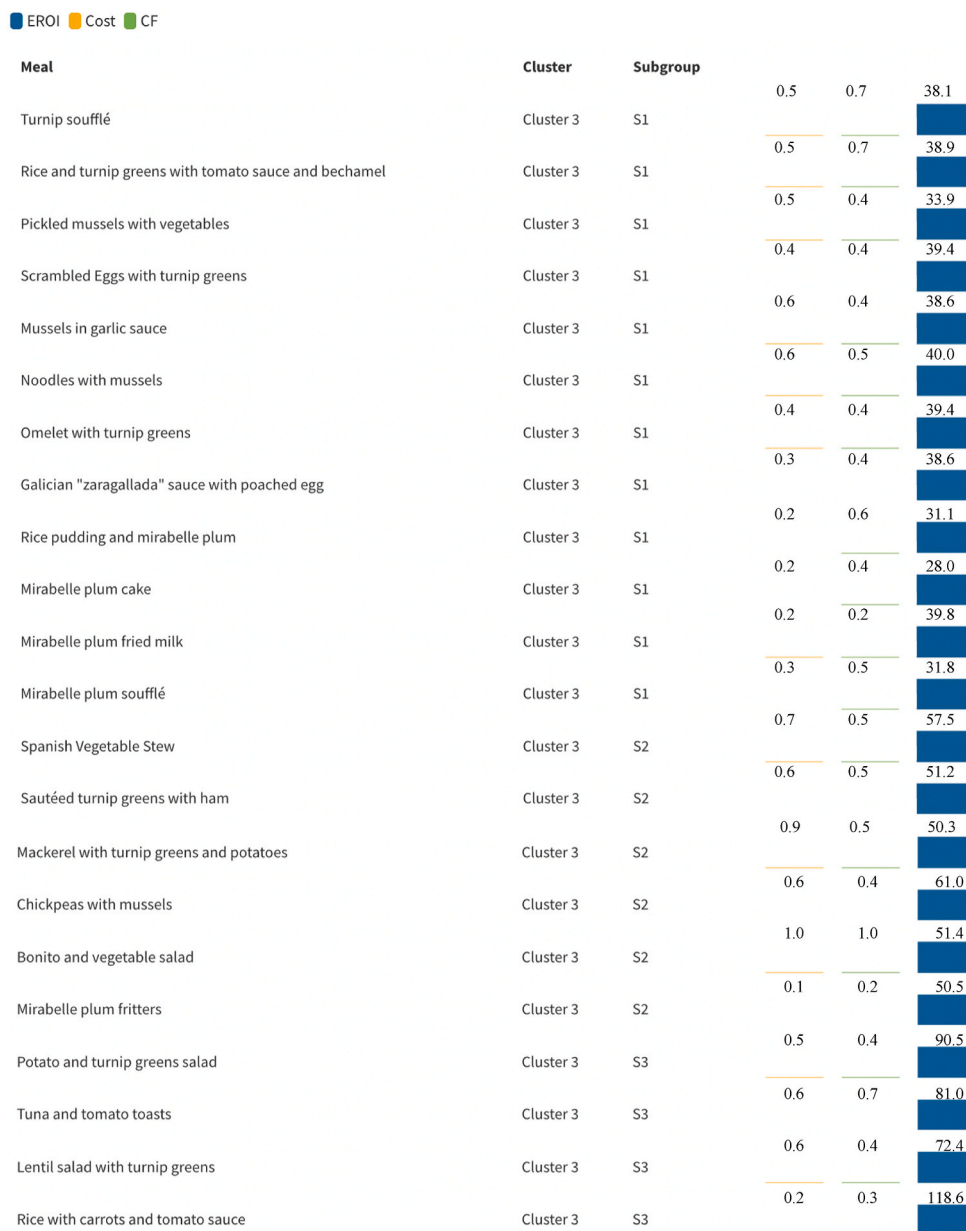 EROI Cost CF
Meal Cluster Subgroup
0.5 0.7 38.1
Turnip soufflé Cluster 3 S1
0.5 0.7 38.9
Rice and turnip greens with tomato sauce and bechamel Cluster 3 S1
0.5 0.4 33.9
Pickled mussels with vegetables Cluster 3 S1
0.4 0.4 39.4
Scrambled Eggs with turnip greens Cluster 3 S1
0.6 0.4 38.6
Mussels in garlic sauce Cluster 3 S1
0.6 0.5 40.0
Noodles with mussels Cluster 3 S1
0.4 0.4 39.4
Omelet with turnip greens Cluster 3 S1
0.3 0.4 38.6
Galician "zaragallada" sauce with poached egg Cluster 3 S1
0.2 0.6 31.1
Rice pudding and mirabelle plum Cluster 3 S1
0.2 0.4 28.0
Mirabelle plum cake Cluster 3 S1
0.2 0.2 39.8
Mirabelle plum fried milk Cluster 3 S1
0.3 0.5 31.8
Mirabelle plum soufflé Cluster 3 S1
0.7 0.5 57.5
Spanish Vegetable Stew Cluster 3 S2
0.6 0.5 51.2
Sautéed turnip greens with ham Cluster 3 S2
0.9 0.5 50.3
Mackerel with turnip greens and potatoes Cluster 3 S2
0.6 0.4 61.0
Chickpeas with mussels Cluster 3 S2
1.0 1.0 51.4
Bonito and vegetable salad Cluster 3 S2
0.1 0.2 50.5
Mirabelle plum fritters Cluster 3 S2
0.5 0.4 90.5
Potato and turnip greens salad Cluster 3 S3
0.6 0.7 81.0
Tuna and tomato toasts Cluster 3 S3
0.6 0.4 72.4
Lentil salad with turnip greens Cluster 3 S3
0.2 0.3 118.6
Rice with carrots and tomato sauce Cluster 3 S3